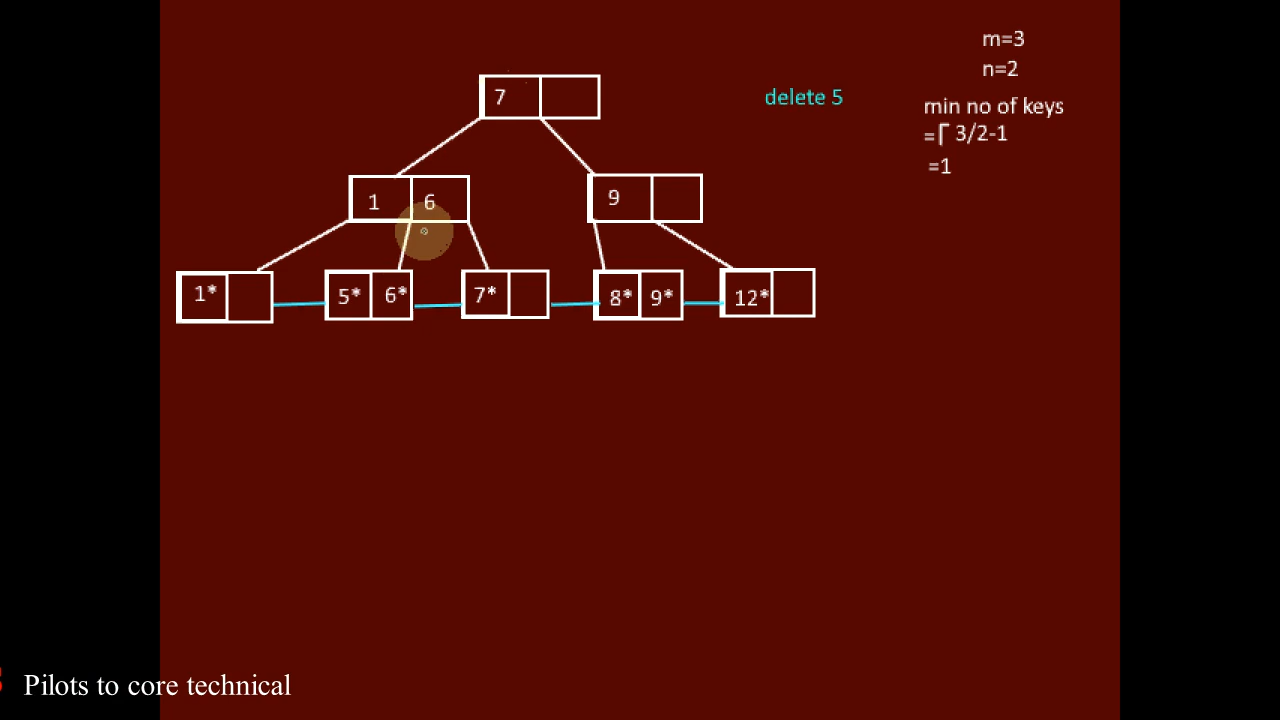 m=3
n=2
7
delete 5
min no of keys
=⌈ 3/2-1
=1
1 6
9
1*
5* 6*
7*
8* 9*
12*
Pilots to core technical